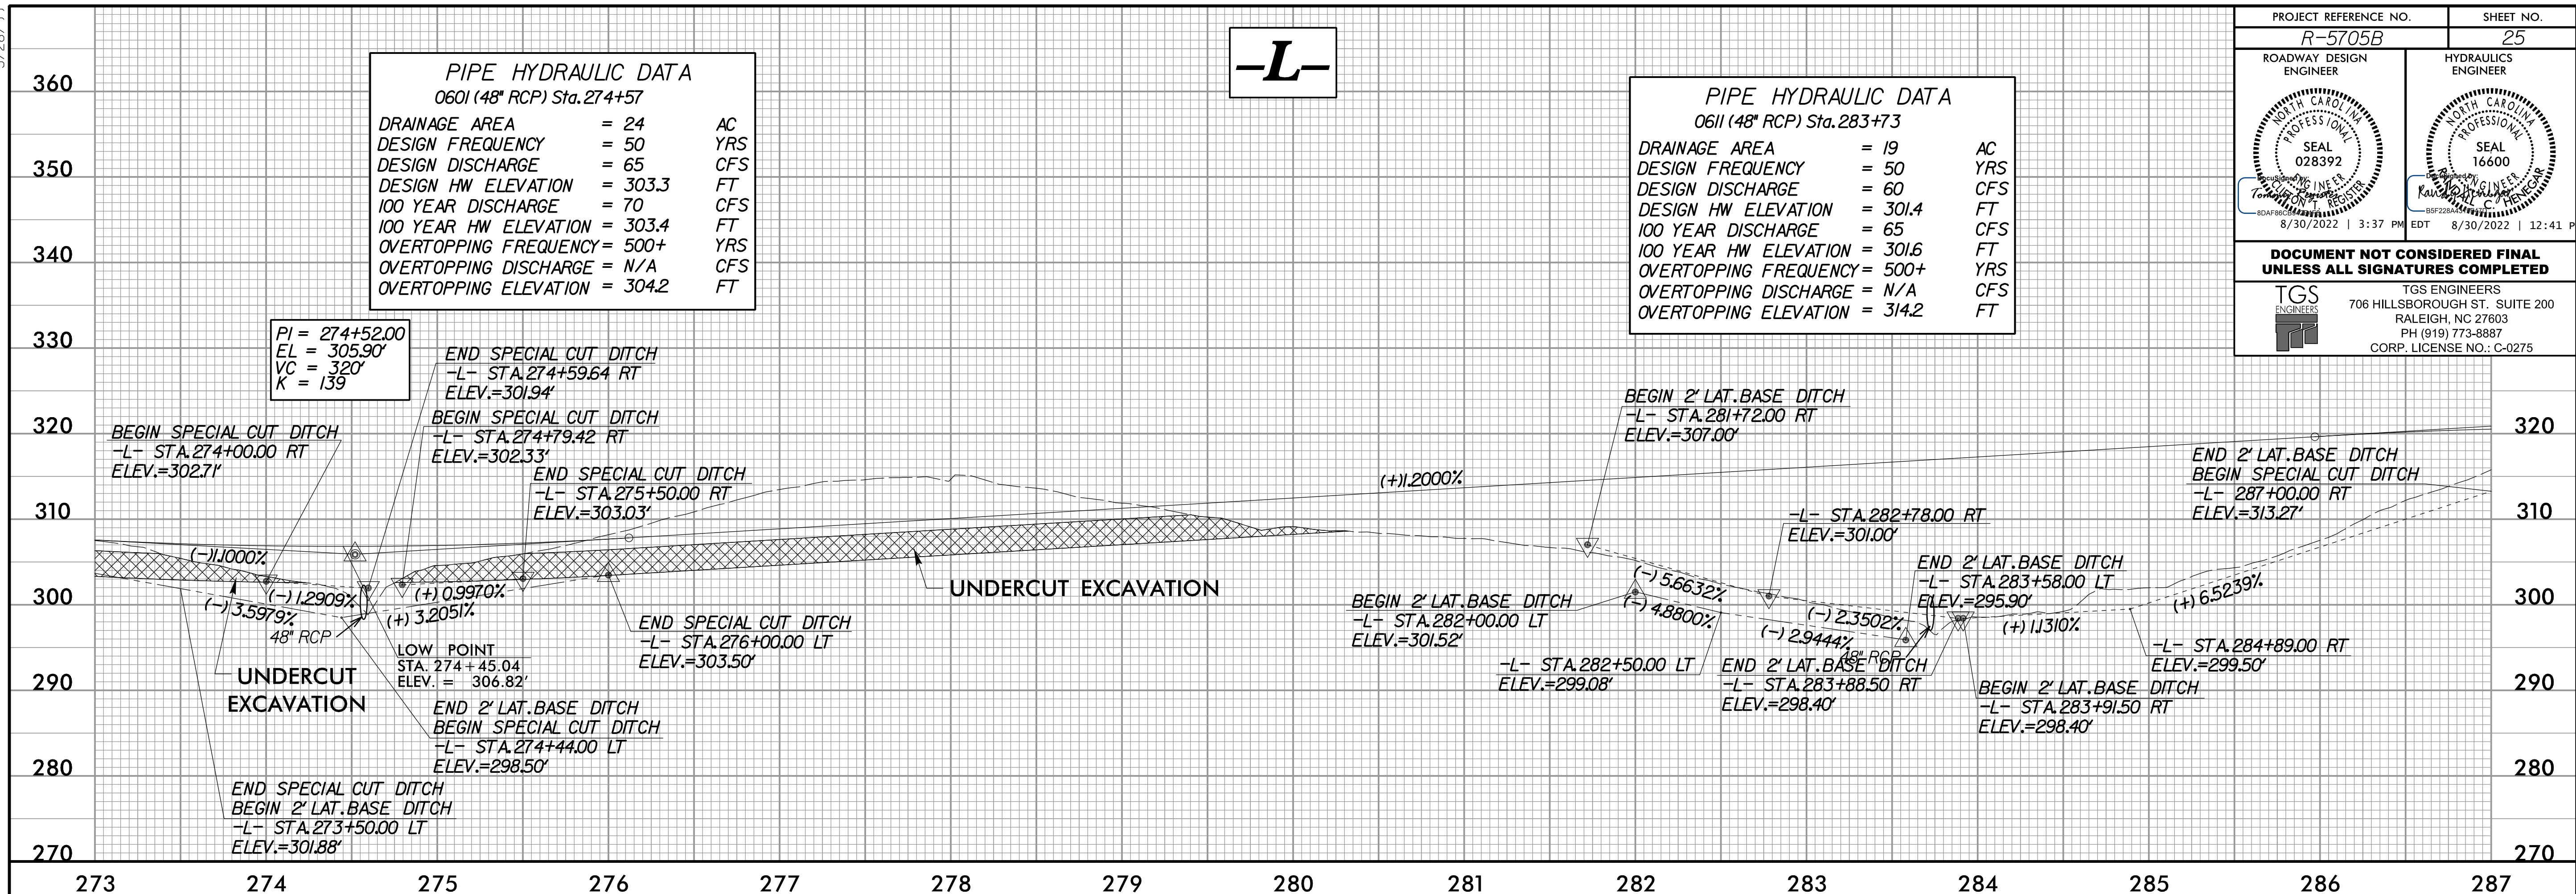 PROJECT REFERENCE NO.
SHEET NO.
R-5705B
25
ROADWAY DESIGN
ENGINEER
HYDRAULICS
ENGINEER
NORTH CAROLINA
PROFESSIONAL
SEAL
028392
ENGINEER
CLIFTON T. REGISTER
NORTH CAROLINA
PROFESSIONAL
SEAL
16600
ENGINEER
RANDALL C. HENEGAR
8/30/2022 | 3:37 PM EDT
8/30/2022 | 12:41 P
DOCUMENT NOT CONSIDERED FINAL
UNLESS ALL SIGNATURES COMPLETED
TGS
ENGINEERS
TGS ENGINEERS
706 HILLSBOROUGH ST. SUITE 200
RALEIGH, NC 27603
PH (919) 773-8887
CORP. LICENSE NO.: C-0275
-L-
PIPE HYDRAULIC DATA
0601 (48" RCP) Sta. 274+57
DRAINAGE AREA = 24 AC
DESIGN FREQUENCY = 50 YRS
DESIGN DISCHARGE = 65 CFS
DESIGN HW ELEVATION = 303.3 FT
100 YEAR DISCHARGE = 70 CFS
100 YEAR HW ELEVATION = 303.4 FT
OVERTOPPING FREQUENCY = 500+ YRS
OVERTOPPING DISCHARGE = N/A CFS
OVERTOPPING ELEVATION = 304.2 FT
PIPE HYDRAULIC DATA
0611 (48" RCP) Sta. 283+73
DRAINAGE AREA = 19 AC
DESIGN FREQUENCY = 50 YRS
DESIGN DISCHARGE = 60 CFS
DESIGN HW ELEVATION = 301.4 FT
100 YEAR DISCHARGE = 65 CFS
100 YEAR HW ELEVATION = 301.6 FT
OVERTOPPING FREQUENCY = 500+ YRS
OVERTOPPING DISCHARGE = N/A CFS
OVERTOPPING ELEVATION = 314.2 FT
360
350
340
330
320
310
300
290
280
270
PI = 274+52.00
EL = 305.90'
VC = 320'
K = 139
END SPECIAL CUT DITCH
-L- STA. 274+59.64 RT
ELEV.=301.94'
BEGIN SPECIAL CUT DITCH
-L- STA. 274+79.42 RT
ELEV.=302.33'
BEGIN SPECIAL CUT DITCH
-L- STA. 274+00.00 RT
ELEV.=302.71'
END SPECIAL CUT DITCH
-L- STA. 275+50.00 RT
ELEV.=303.03'
(-)1.1000%
(-)1.2909%
(-)3.5979%
(+)0.9970%
(+)3.2051%
48" RCP
LOW POINT
STA. 274+45.04
ELEV. = 306.82'
UNDERCUT
EXCAVATION
END 2' LAT. BASE DITCH
BEGIN SPECIAL CUT DITCH
-L- STA. 274+44.00 LT
ELEV.=298.50'
END SPECIAL CUT DITCH
BEGIN 2' LAT. BASE DITCH
-L- STA. 273+50.00 LT
ELEV.=301.88'
END SPECIAL CUT DITCH
-L- STA. 276+00.00 LT
ELEV.=303.50'
UNDERCUT EXCAVATION
(+)1.2000%
BEGIN 2' LAT. BASE DITCH
-L- STA. 281+72.00 RT
ELEV.=307.00'
-L- STA. 282+78.00 RT
ELEV.=301.00'
BEGIN 2' LAT. BASE DITCH
-L- STA. 282+00.00 LT
ELEV.=301.52'
(-)5.6632%
(-)4.8800%
(-)2.3502%
(-)2.9444%
48" RCP
-L- STA. 282+50.00 LT
ELEV.=299.08'
END 2' LAT. BASE DITCH
-L- STA. 283+88.50 RT
ELEV.=298.40'
END 2' LAT. BASE DITCH
-L- STA. 283+58.00 LT
ELEV.=295.90'
(+)1.1310%
(+)6.5239%
BEGIN 2' LAT. BASE DITCH
-L- STA. 283+91.50 RT
ELEV.=298.40'
-L- STA. 284+89.00 RT
ELEV.=299.50'
END 2' LAT. BASE DITCH
BEGIN SPECIAL CUT DITCH
-L- 287+00.00 RT
ELEV.=313.27'
320
310
300
290
280
270
273 274 275 276 277 278 279 280 281 282 283 284 285 286 287